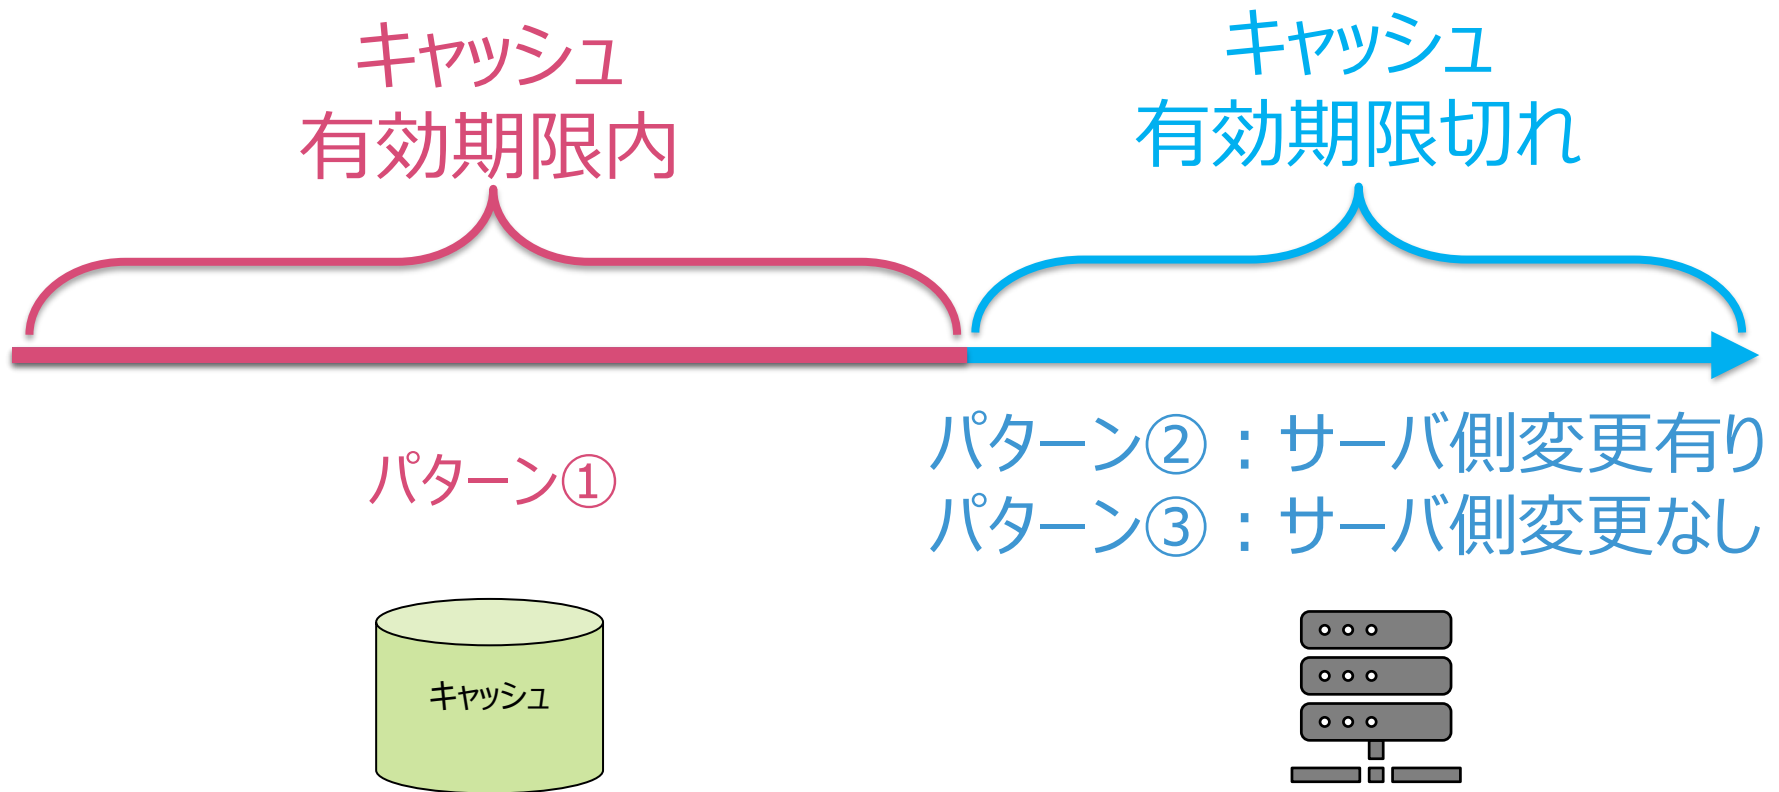 キャッシュ
有効期限内
キャッシュ
有効期限切れ
パターン①
パターン②：サーバ側変更有り
パターン③：サーバ側変更なし
キャッシュ